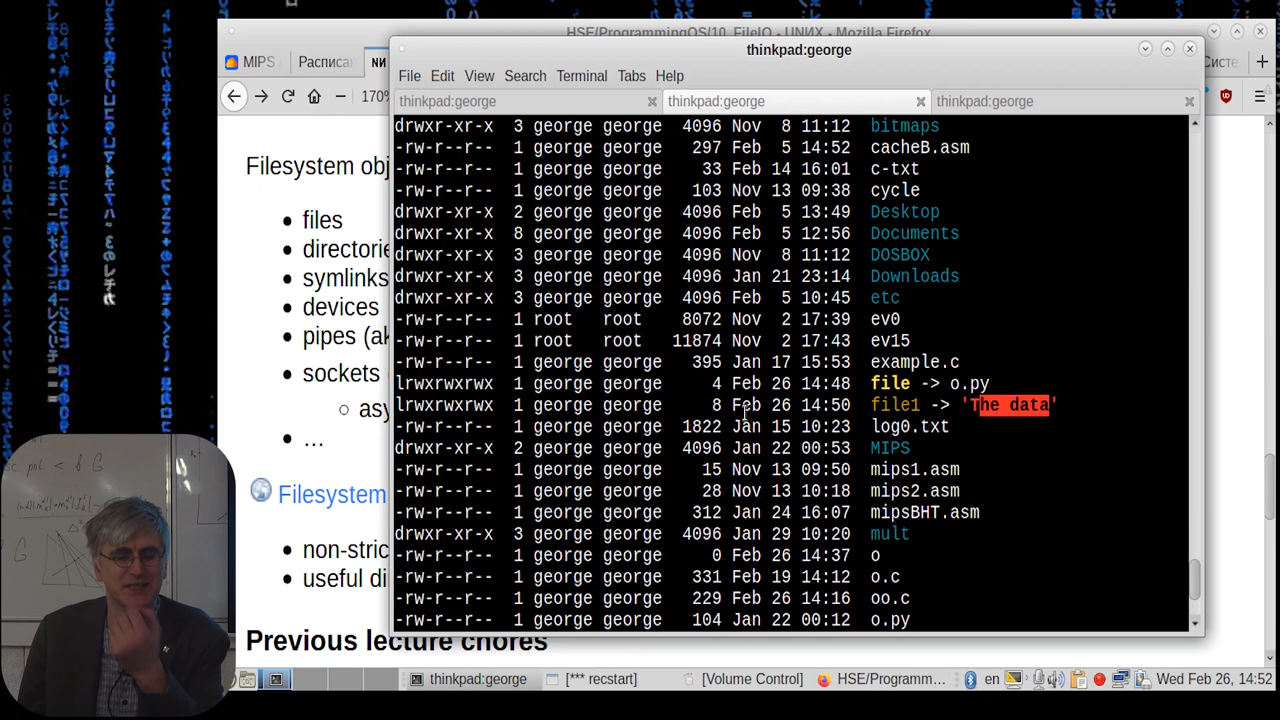 HSE/ProgrammingOS/10_FileIO - UNИX - Mozilla Firefox
thinkpad:george
MIPS
Распис
NИ
170%
Систе
File Edit View Search Terminal Tabs Help
thinkpad:george
thinkpad:george
thinkpad:george
Filesystem obj
files
directorie
symlinks
devices
pipes (ak
sockets (
asy
…
Filesystem
non-stric
useful di
Previous lecture chores
drwxr-xr-x 3 george george 4096 Nov 8 11:12 bitmaps
-rw-r--r-- 1 george george 297 Feb 5 14:52 cacheB.asm
-rw-r--r-- 1 george george 33 Feb 14 16:01 c-txt
-rw-r--r-- 1 george george 103 Nov 13 09:38 cycle
drwxr-xr-x 2 george george 4096 Feb 5 13:49 Desktop
drwxr-xr-x 8 george george 4096 Feb 5 12:56 Documents
drwxr-xr-x 3 george george 4096 Nov 8 11:12 DOSBOX
drwxr-xr-x 3 george george 4096 Jan 21 23:14 Downloads
drwxr-xr-x 3 george george 4096 Feb 5 10:45 etc
-rw-r--r-- 1 root root 8072 Nov 2 17:39 ev0
-rw-r--r-- 1 root root 11874 Nov 2 17:43 ev15
-rw-r--r-- 1 george george 395 Jan 17 15:53 example.c
lrwxrwxrwx 1 george george 4 Feb 26 14:48 file -> o.py
lrwxrwxrwx 1 george george 8 Feb 26 14:50 file1 -> 'The data'
-rw-r--r-- 1 george george 1822 Jan 15 10:23 log0.txt
drwxr-xr-x 2 george george 4096 Jan 22 00:53 MIPS
-rw-r--r-- 1 george george 15 Nov 13 09:50 mips1.asm
-rw-r--r-- 1 george george 28 Nov 13 10:18 mips2.asm
-rw-r--r-- 1 george george 312 Jan 24 16:07 mipsBHT.asm
drwxr-xr-x 3 george george 4096 Jan 29 10:20 mult
-rw-r--r-- 1 george george 0 Feb 26 14:37 o
-rw-r--r-- 1 george george 331 Feb 19 14:12 o.c
-rw-r--r-- 1 george george 229 Feb 26 14:16 oo.c
-rw-r--r-- 1 george george 104 Jan 22 00:12 o.py
thinkpad:george
[*** recstart]
[Volume Control]
HSE/Programm...
en
Wed Feb 26, 14:52